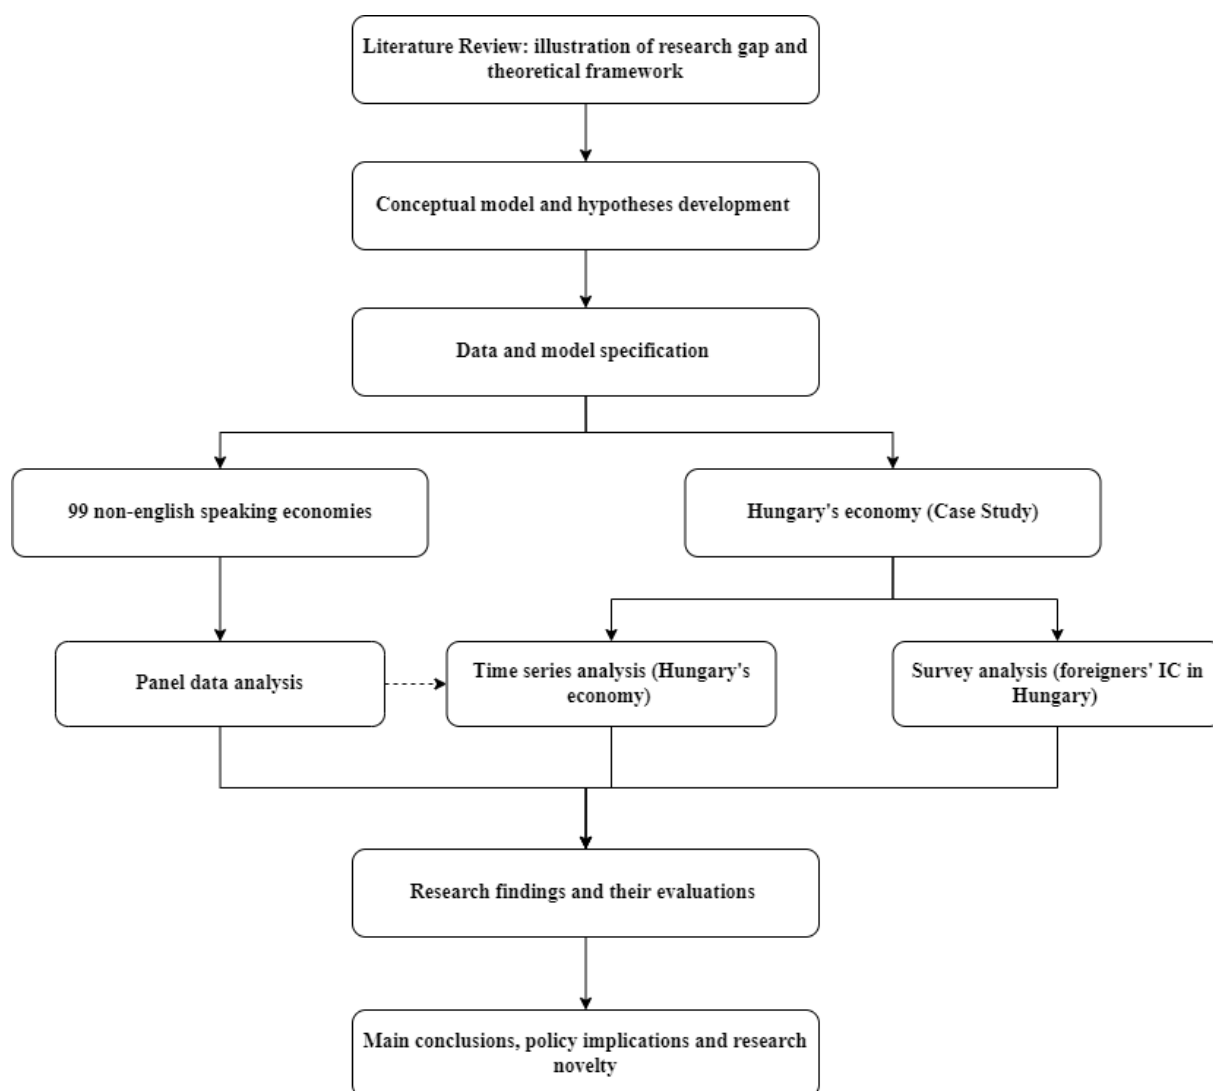 Literature Review: illustration of research gap and
theoretical framework
Conceptual model and hypotheses development
Data and model specification
99 non-english speaking economies
Hungary's economy (Case Study)
Panel data analysis
Time series analysis (Hungary's
economy)
Survey analysis (foreigners' IC in
Hungary)
Research findings and their evaluations
Main conclusions, policy implications and research
novelty